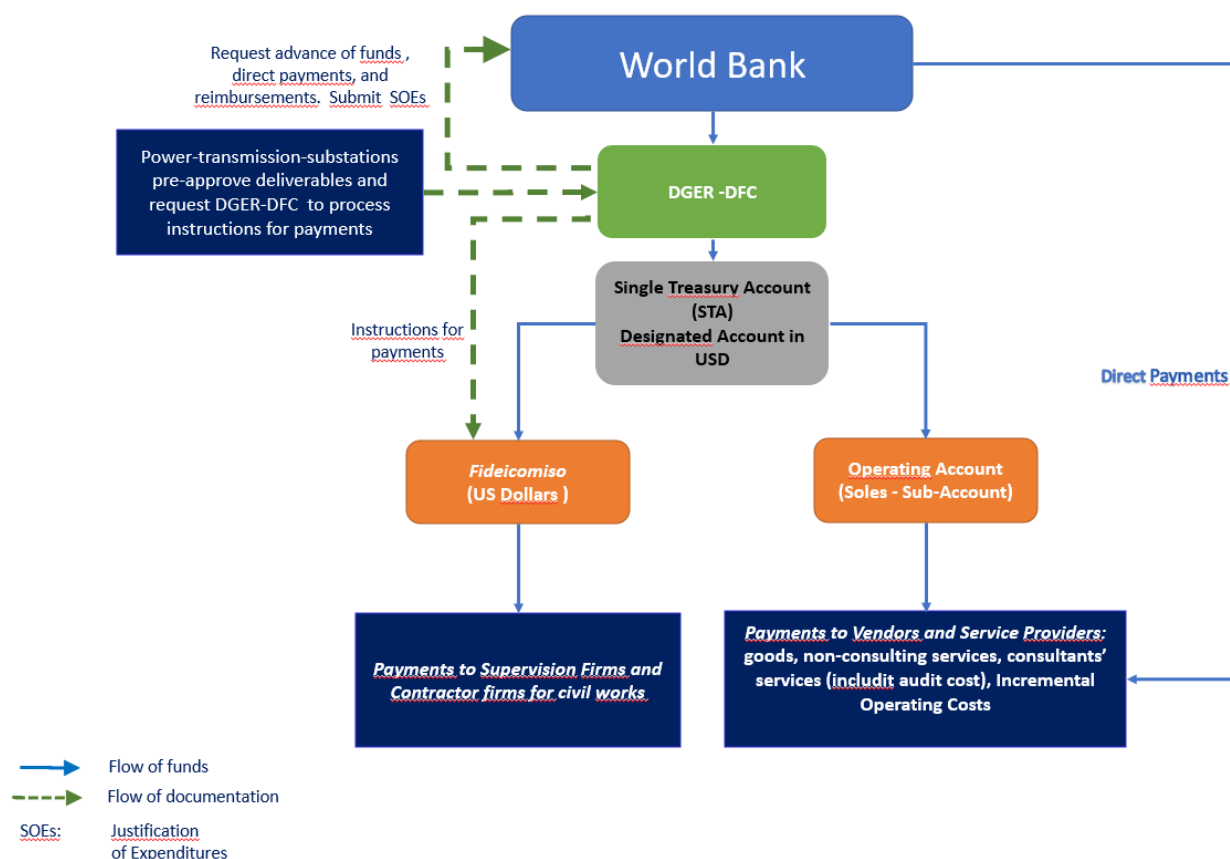 Request advance of funds ,
direct payments, and
reimbursements. Submit SOEs
World Bank
Power-transmission-substations
pre-approve deliverables and
request DGER-DFC to process
instructions for payments
DGER -DFC
Single Treasury Account
(STA)
Designated Account in
USD
Instructions for
payments
Direct Payments
Fideicomiso
(US Dollars )
Operating Account
(Soles - Sub-Account)
Payments to Supervision Firms and
Contractor firms for civil works
Payments to Vendors and Service Providers:
goods, non-consulting services, consultants’
services (includit audit cost), Incremental
Operating Costs
Flow of funds
Flow of documentation
SOEs: Justification
of Expenditures